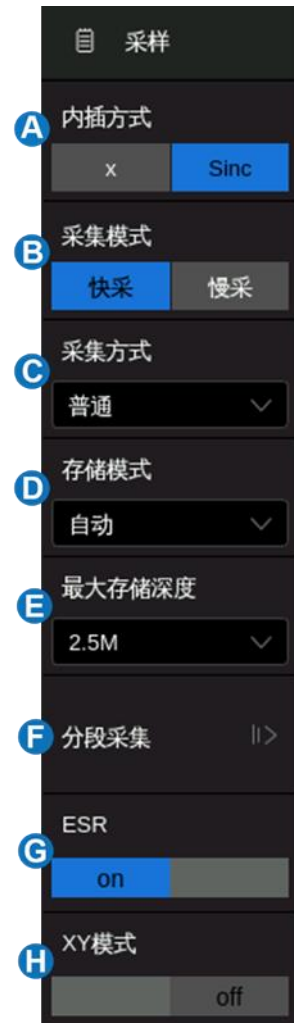 采样
A 内插方式
x Sinc
B 采集模式
快采 慢采
C 采集方式
普通
D 存储模式
自动
E 最大存储深度
2.5M
F 分段采集
G ESR
on
H XY模式
off